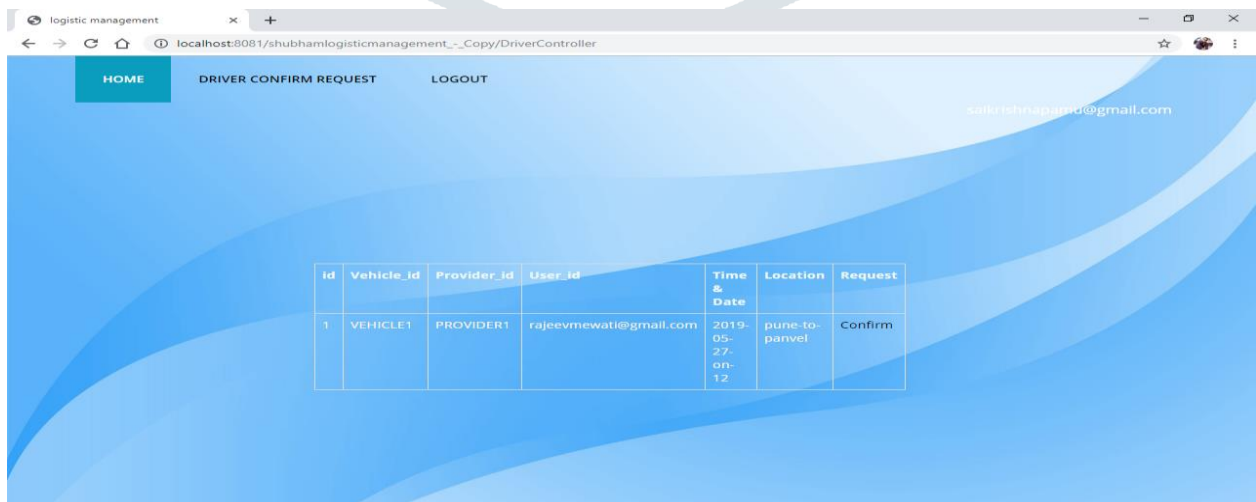 logistic management
localhost:8081/shubhamlogisticmanagement_-_Copy/DriverController
HOME DRIVER CONFIRM REQUEST LOGOUT
saikrishnapamu@gmail.com
id Vehicle_id Provider_id User_id Time & Date Location Request
1 VEHICLE1 PROVIDER1 rajeevmewati@gmail.com 2019-05-27-on-12 pune-to-panvel Confirm